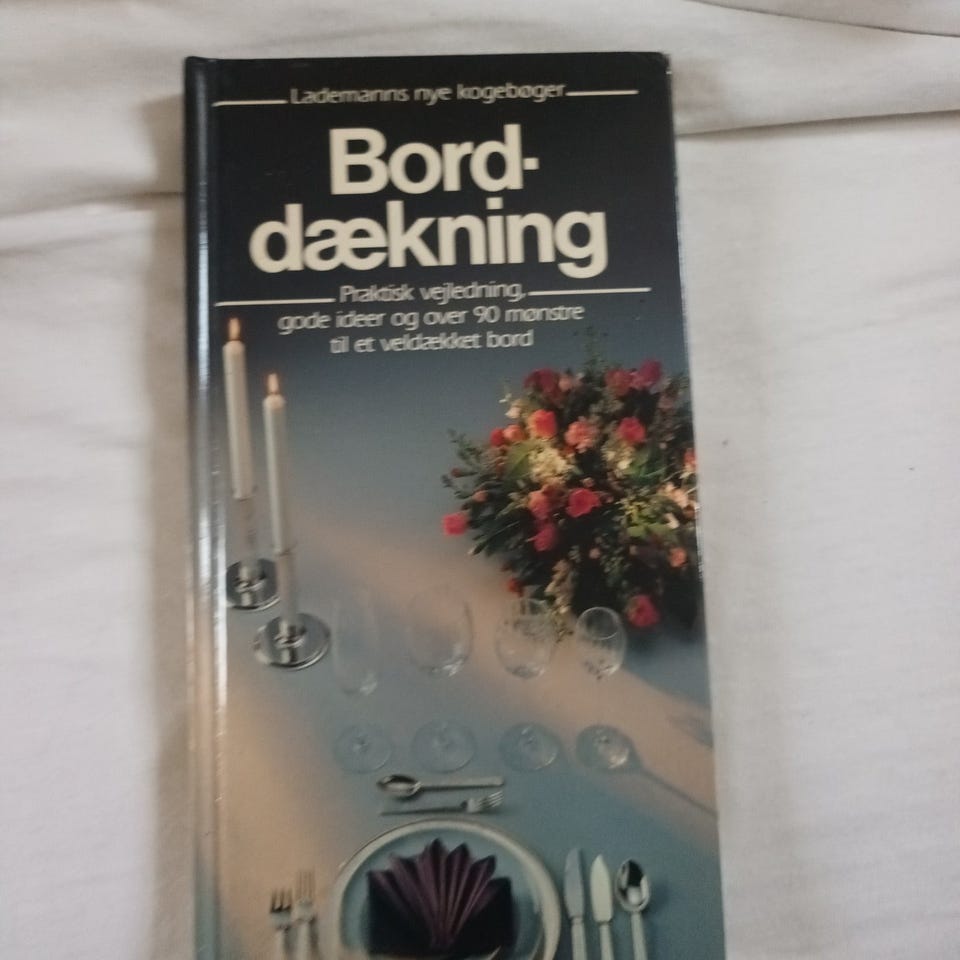 Lademanns nye kogebøger
Bord-
dækning
Praktisk vejledning,
gode ideer og over 90 mønstre
til et veldækket bord